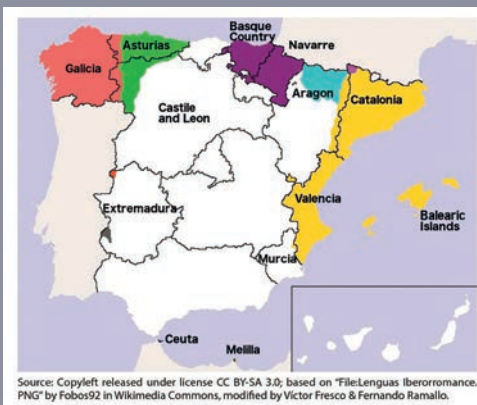 Basque
Country
Asturias
Navarre
Galicia
Aragon
Catalonia
Castile
and Leon
Extremadura
Valencia
Balearic
Islands
Murcia
Ceuta
Melilla
Source: Copyleft released under license CC BY-SA 3.0; based on "File:Lenguas Iberorromance.
PNG" by Fobos92 in Wikimedia Commons, modified by Víctor Fresco & Fernando Ramallo.